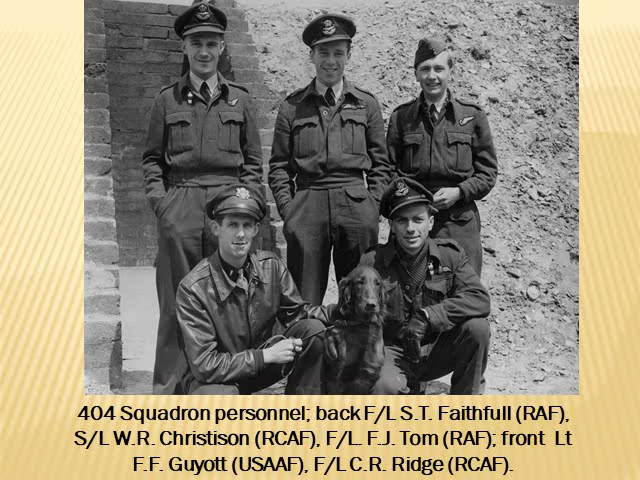 404 Squadron personnel; back F/L S.T. Faithfull (RAF),
S/L W.R. Christison (RCAF), F/L. F.J. Tom (RAF); front  Lt
F.F. Guyott (USAAF), F/L C.R. Ridge (RCAF).